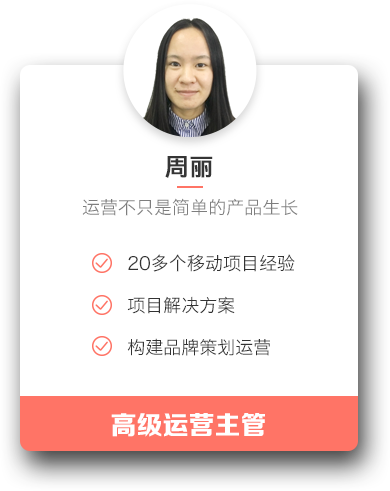 周丽
运营不只是简单的产品生长
20多个移动项目经验
项目解决方案
构建品牌策划运营
高级运营主管